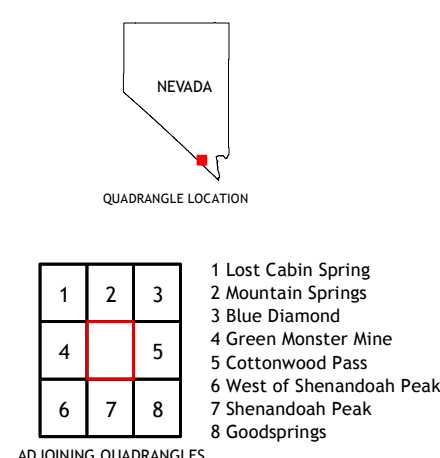 NEVADA
QUADRANGLE LOCATION
1 2 3
4 5
6 7 8
1 Lost Cabin Spring
2 Mountain Springs
3 Blue Diamond
4 Green Monster Mine
5 Cottonwood Pass
6 West of Shenandoah Peak
7 Shenandoah Peak
8 Goodsprings
ADJOINING QUADRANGLES